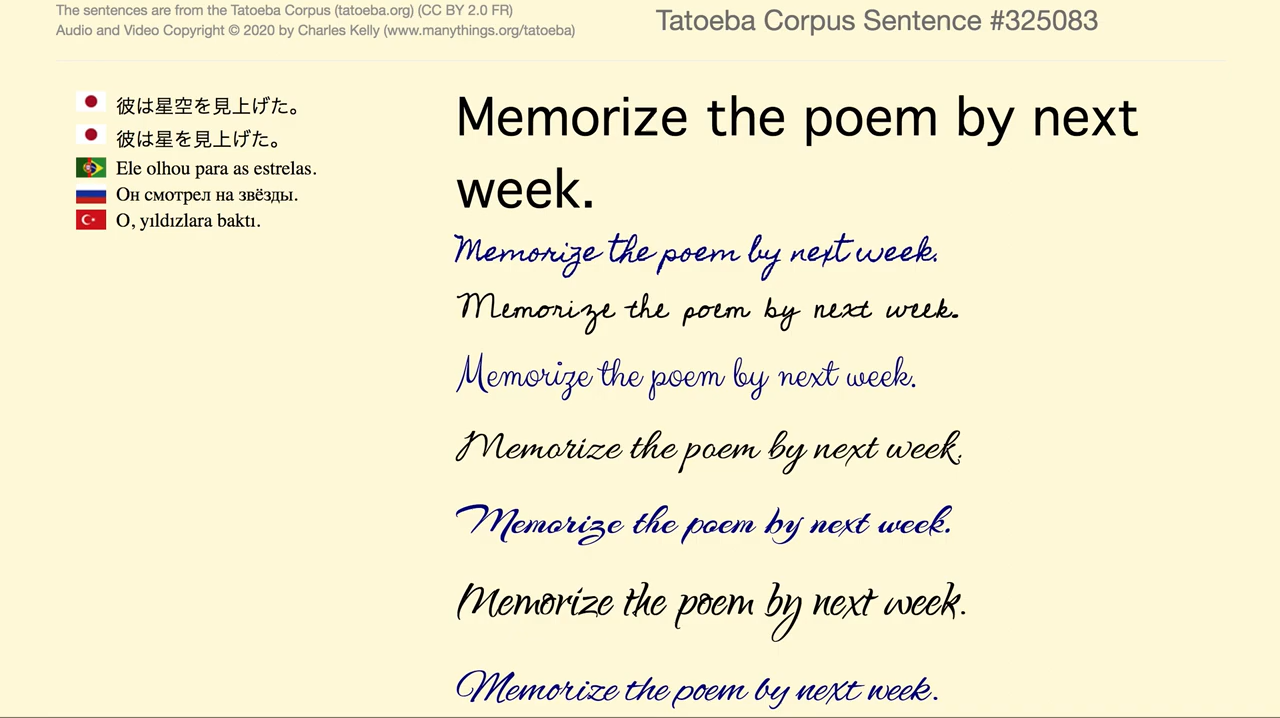 The sentences are from the Tatoeba Corpus (tatoeba.org) (CC BY 2.0 FR)
Audio and Video Copyright © 2020 by Charles Kelly (www.manythings.org/tatoeba)
Tatoeba Corpus Sentence #325083
彼は星空を見上げた。
彼は星を見上げた。
Ele olhou para as estrelas.
Он смотрел на звёзды.
O, yıldızlara baktı.
Memorize the poem by next
week.
Memorize the poem by next week.
Memorize the poem by next week.
Memorize the poem by next week.
Memorize the poem by next week.
Memorize the poem by next week.
Memorize the poem by next week.
Memorize the poem by next week.